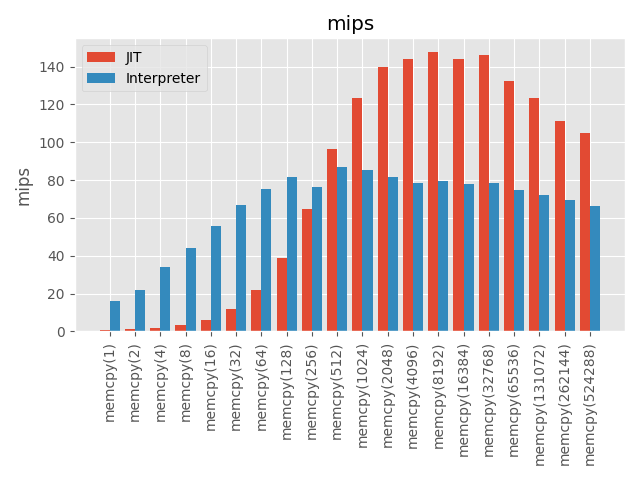 mips
JIT
Interpreter
mips
140
120
100
80
60
40
20
0
memcpy(1)
memcpy(2)
memcpy(4)
memcpy(8)
memcpy(16)
memcpy(32)
memcpy(64)
memcpy(128)
memcpy(256)
memcpy(512)
memcpy(1024)
memcpy(2048)
memcpy(4096)
memcpy(8192)
memcpy(16384)
memcpy(32768)
memcpy(65536)
memcpy(131072)
memcpy(262144)
memcpy(524288)